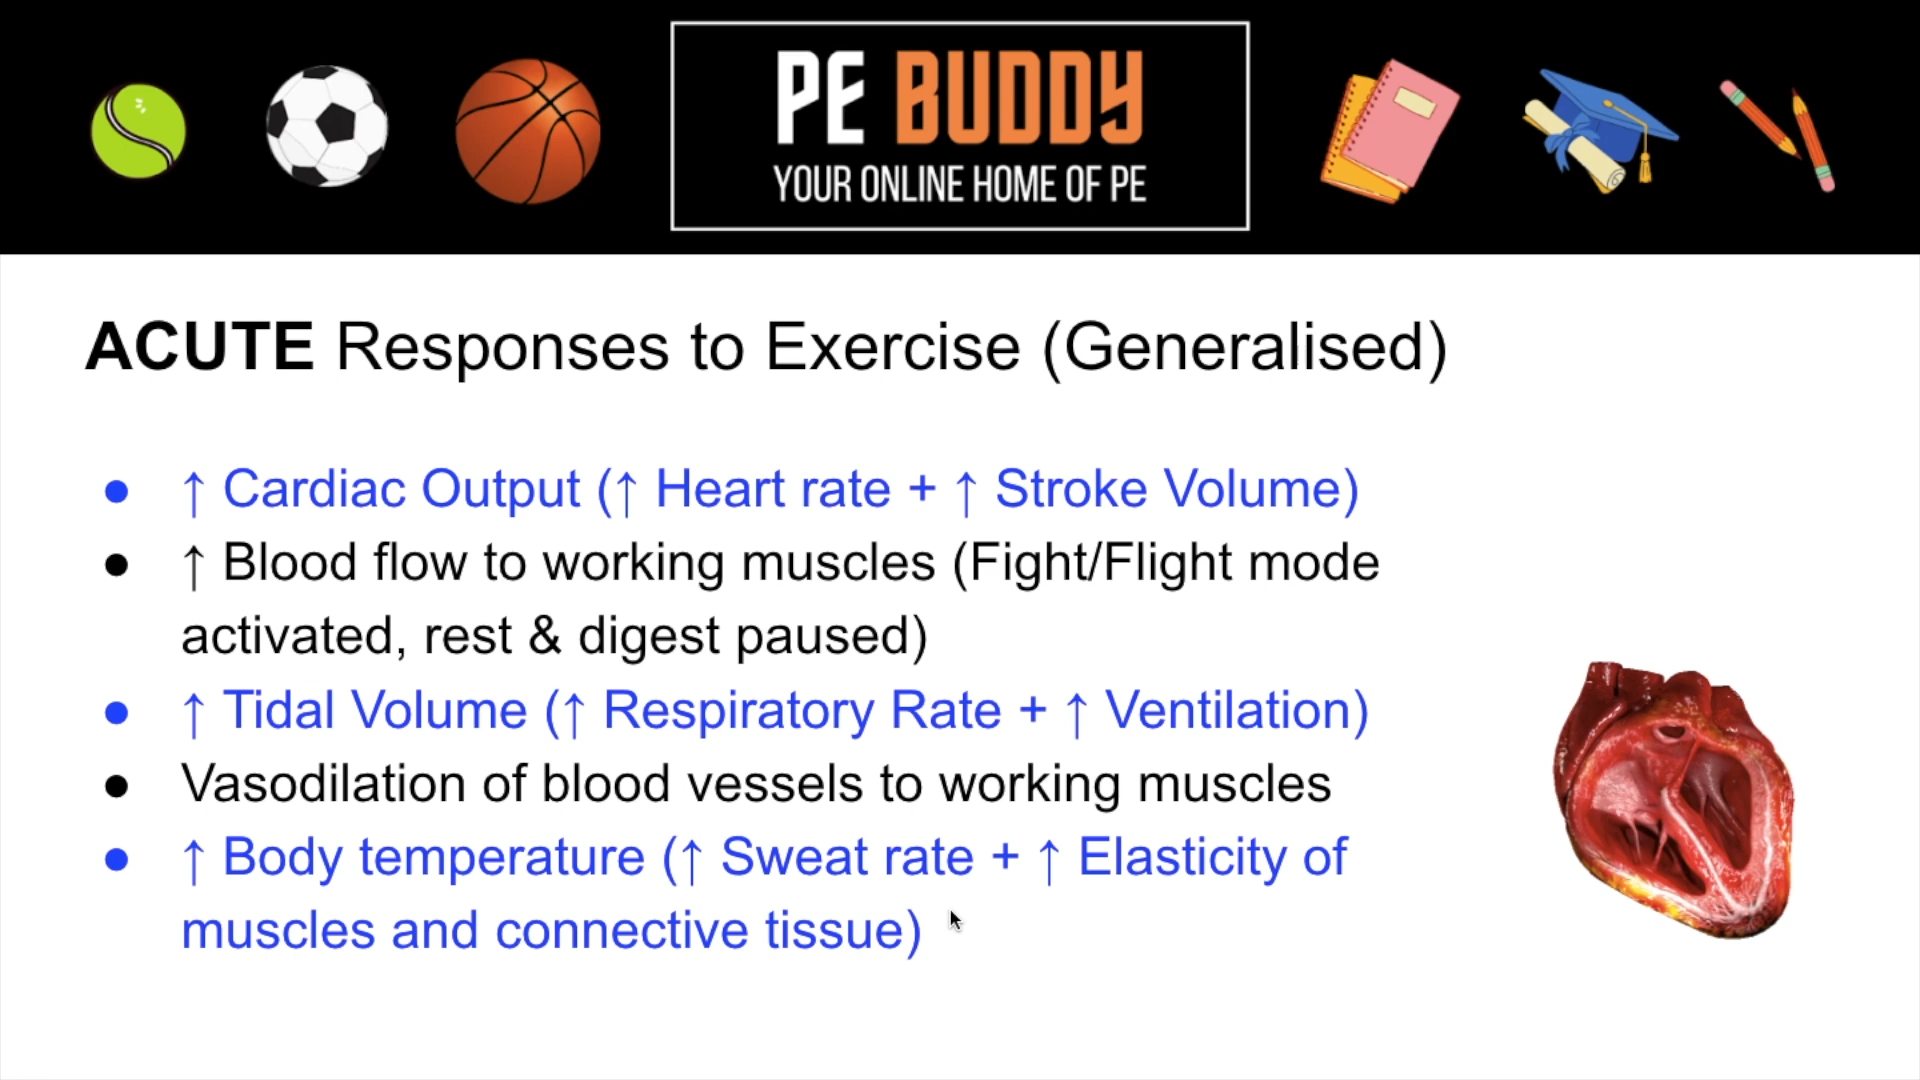 PE BUDDY
YOUR ONLINE HOME OF PE
ACUTE Responses to Exercise (Generalised)
● ↑ Cardiac Output (↑ Heart rate + ↑ Stroke Volume)
● ↑ Blood flow to working muscles (Fight/Flight mode
activated, rest & digest paused)
● ↑ Tidal Volume (↑ Respiratory Rate + ↑ Ventilation)
● Vasodilation of blood vessels to working muscles
● ↑ Body temperature (↑ Sweat rate + ↑ Elasticity of
muscles and connective tissue)